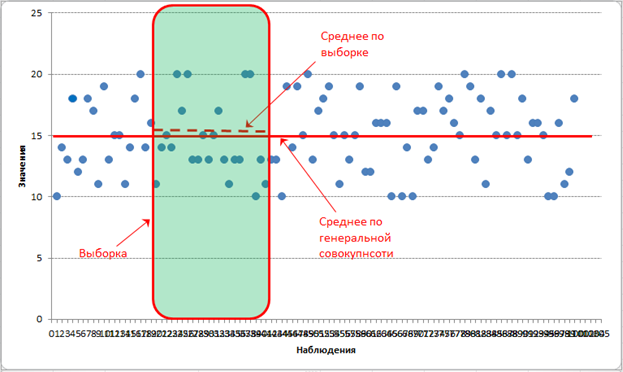 25
20
15
10
5
0
Значения
Среднее по
выборке
Среднее по
генеральной
совокупнсоти
Выборка
Наблюдения